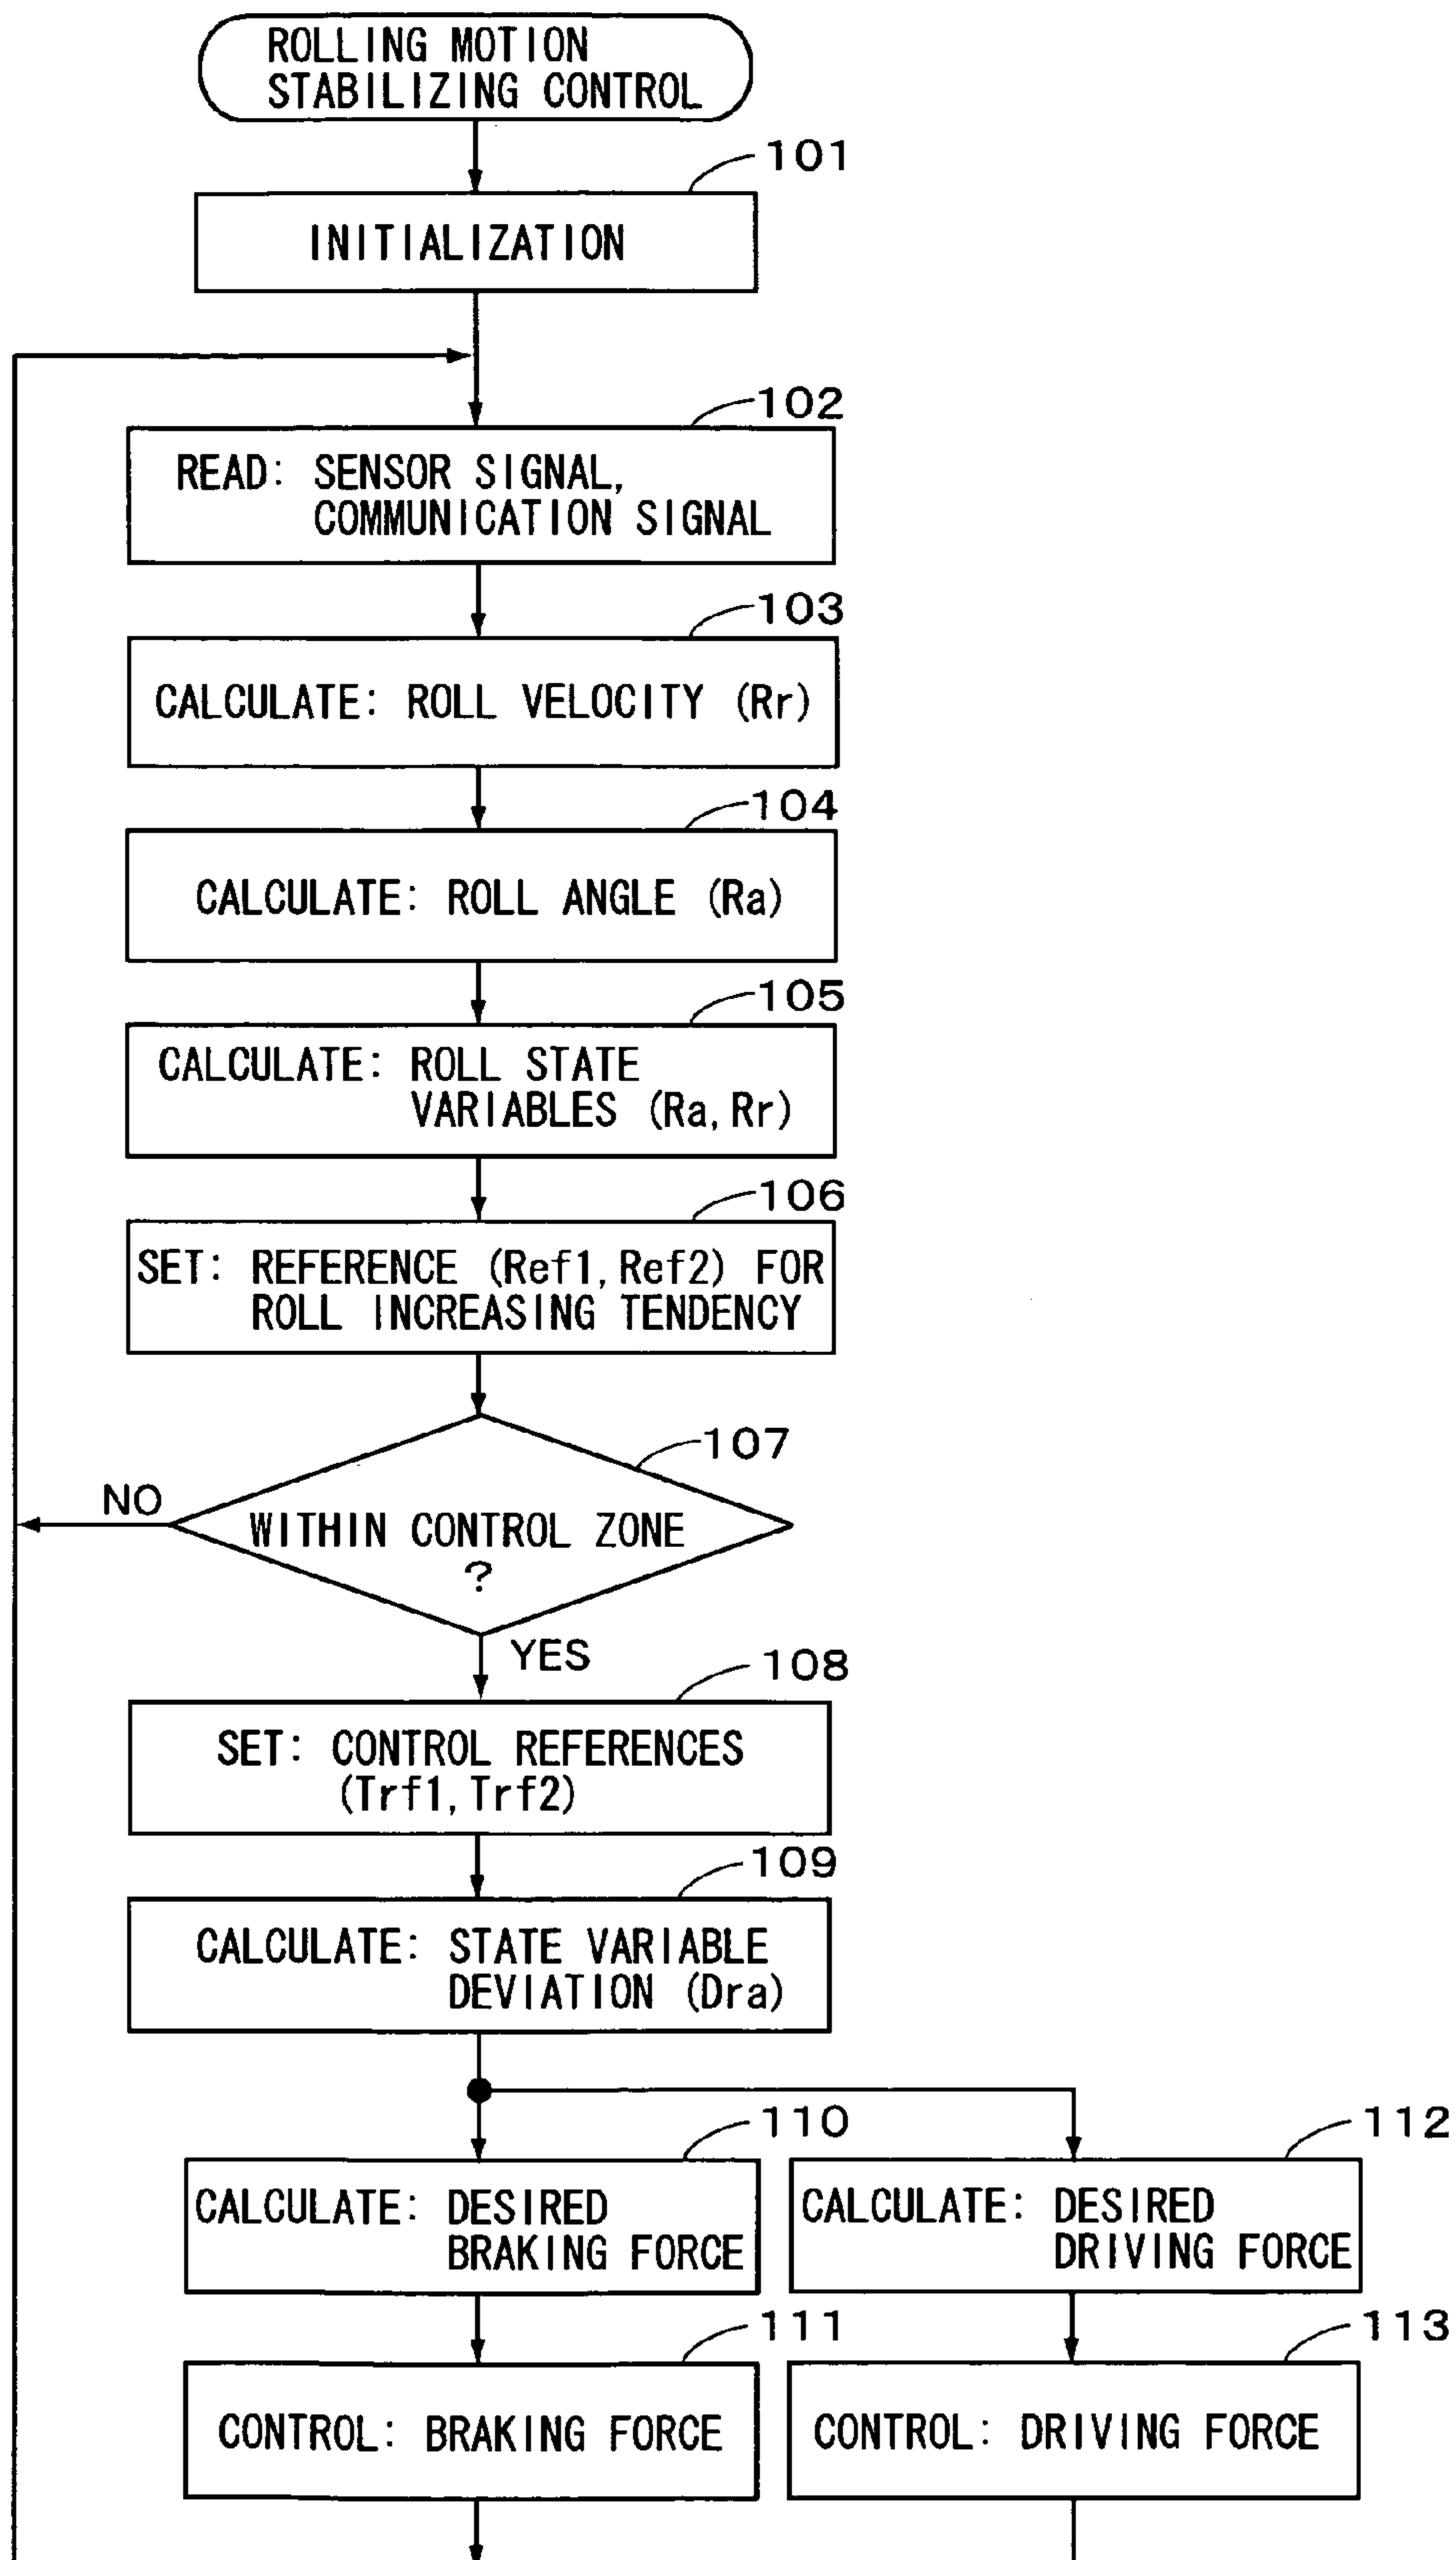 ROLLING MOTION
STABILIZING CONTROL
101
INITIALIZATION
102
READ: SENSOR SIGNAL,
COMMUNICATION SIGNAL
103
CALCULATE: ROLL VELOCITY (Rr)
104
CALCULATE: ROLL ANGLE (Ra)
105
CALCULATE: ROLL STATE
VARIABLES (Ra, Rr)
106
SET: REFERENCE (Ref1, Ref2) FOR
ROLL INCREASING TENDENCY
107
NO
WITHIN CONTROL ZONE
?
YES
108
SET: CONTROL REFERENCES
(Trf1, Trf2)
109
CALCULATE: STATE VARIABLE
DEVIATION (Dra)
110
CALCULATE: DESIRED
BRAKING FORCE
112
CALCULATE: DESIRED
DRIVING FORCE
111
CONTROL: BRAKING FORCE
113
CONTROL: DRIVING FORCE